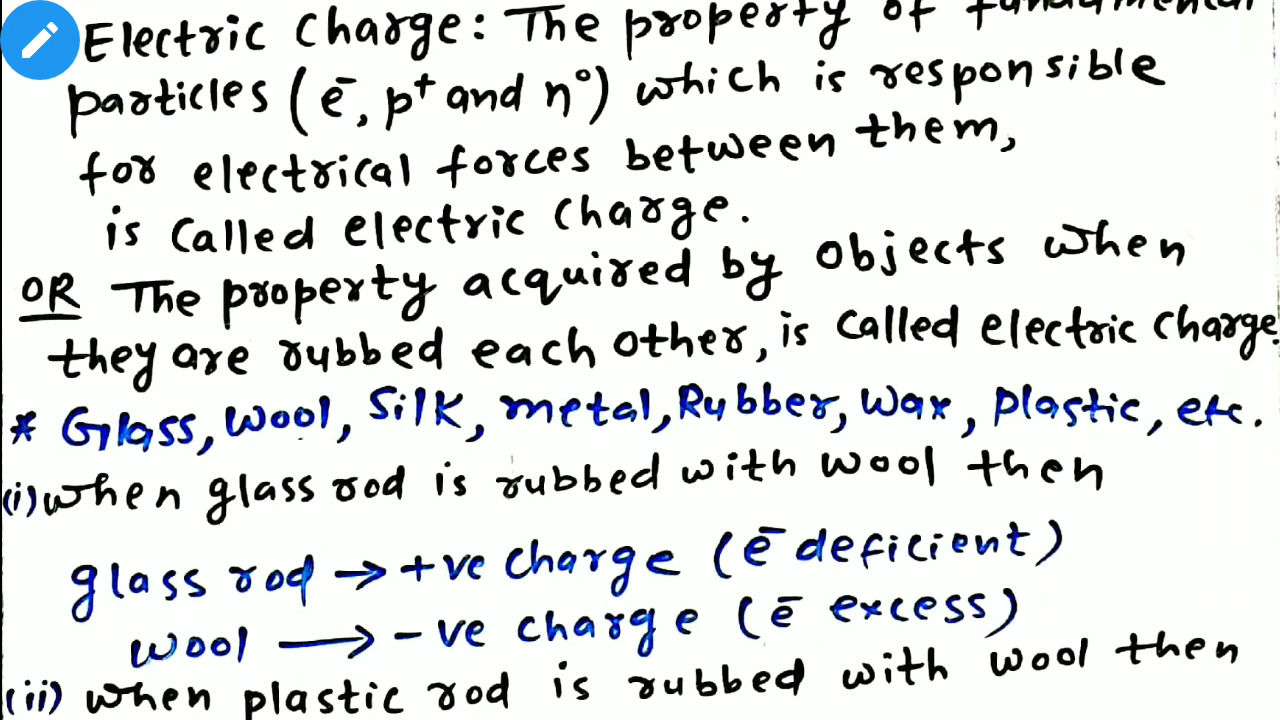 Electric Charge: The property of fundamental
particles (e⁻, p⁺ and n⁰) which is responsible
for electrical forces between them,
is called electric charge.
OR The property acquired by objects when
they are rubbed each other, is called electric charge.
* Glass, wool, Silk, metal, Rubber, wax, plastic, etc.
(i) when glass rod is rubbed with wool then
glass rod → +ve charge (e⁻ deficient)
wool → -ve charge (e⁻ excess)
(ii) when plastic rod is rubbed with wool then